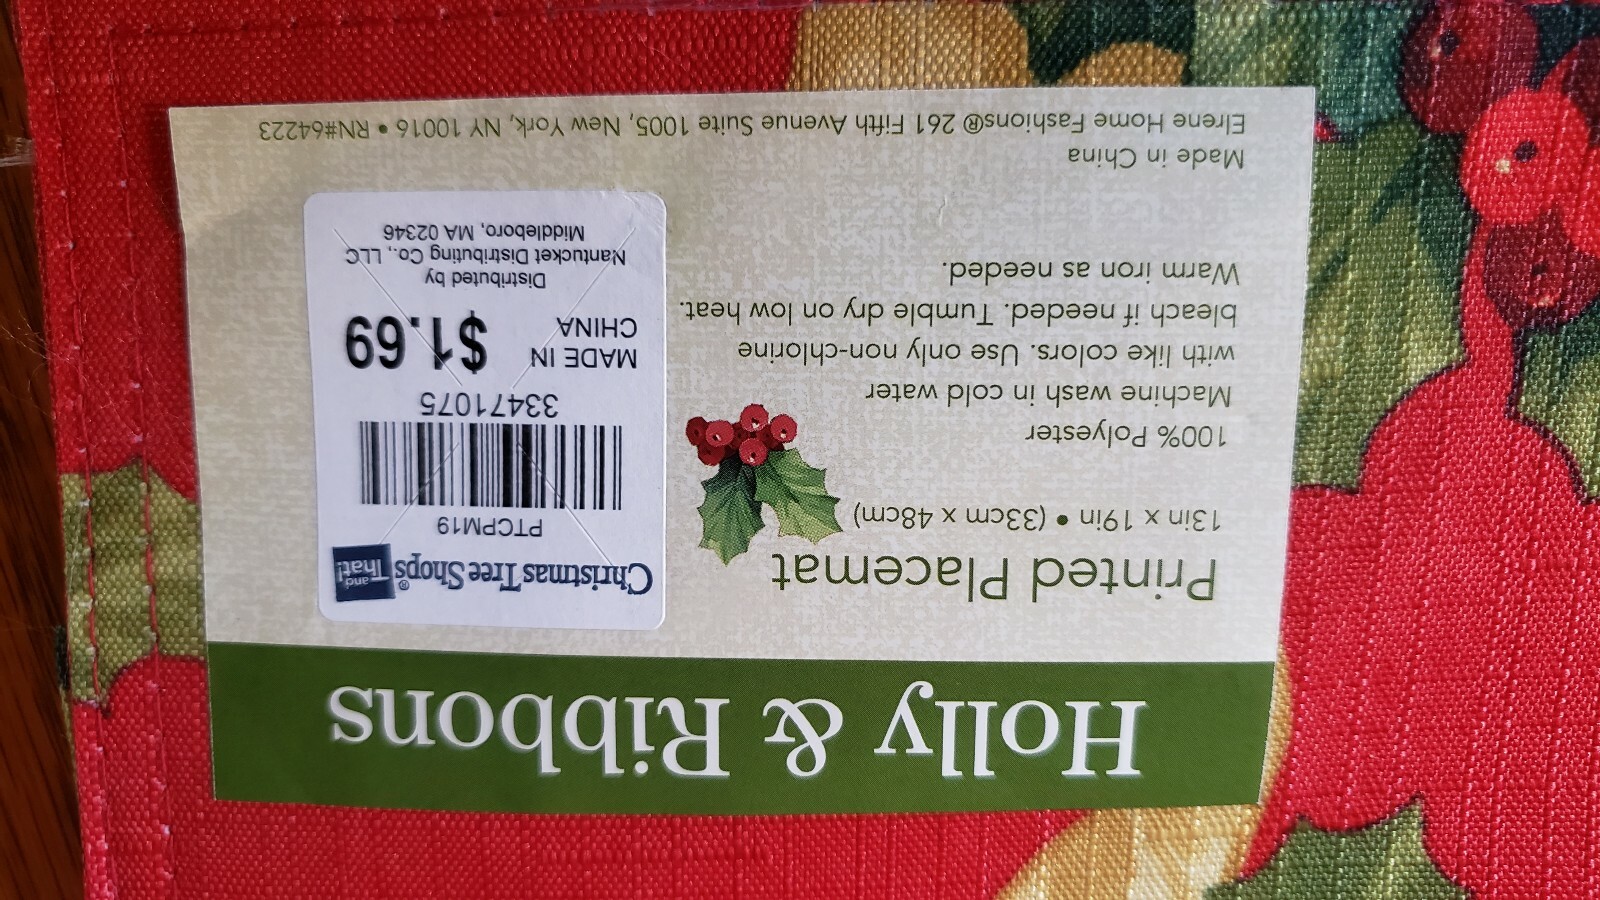 Holly & Ribbons
Printed Placemat
13in x 19in • (33cm x 48cm)
100% Polyester
Machine wash in cold water
with like colors. Use only non-chlorine
bleach if needed. Tumble dry on low heat.
Warm iron as needed.
Made in China
Elrene Home Fashions® 261 Fifth Avenue Suite 1005, New York, NY 10016 • RN#64223
Christmas Tree Shops® and That!
PTCPM19
33471075
MADE IN CHINA
$1.69
Distributed by
Nantucket Distributing Co., LLC
Middleboro, MA 02346